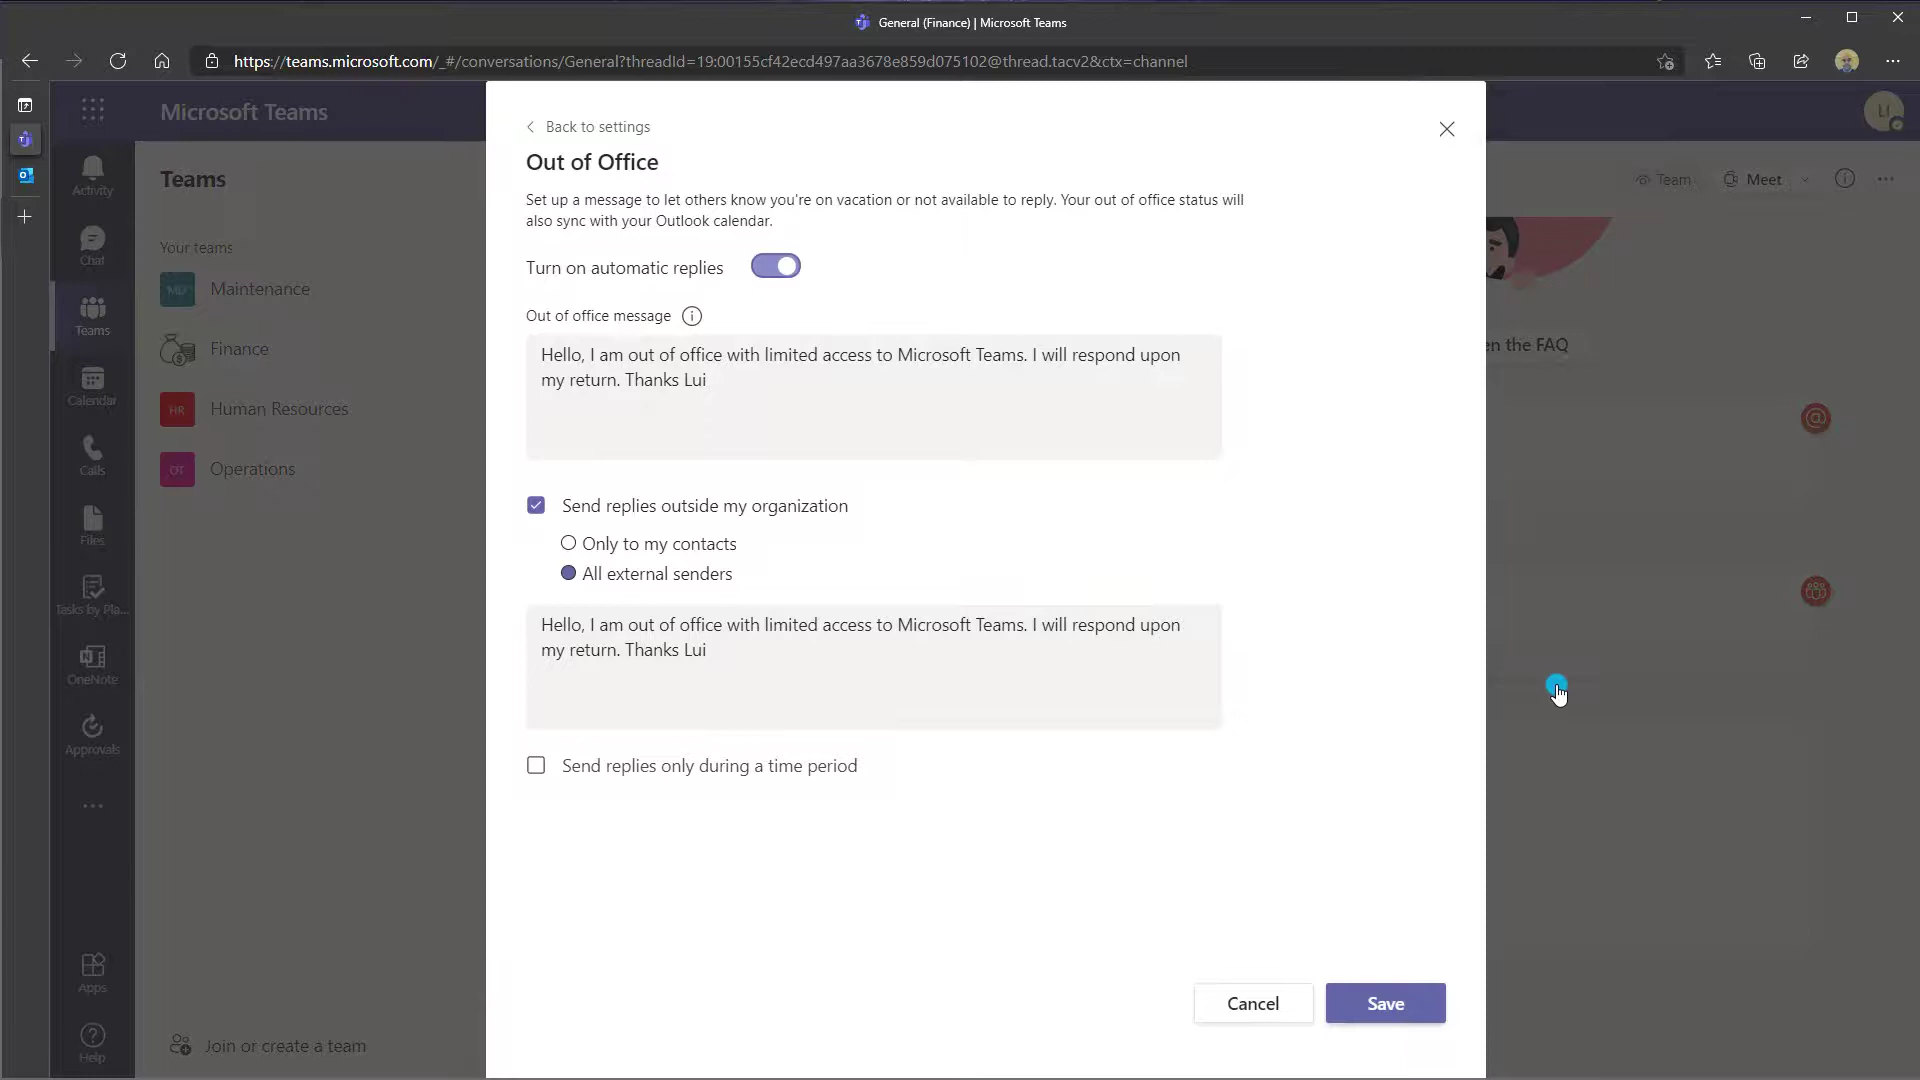 General (Finance) | Microsoft Teams
https://teams.microsoft.com/_#/conversations/General?threadId=19:00155cf42ecd497aa3678e859d075102@thread.tacv2&ctx=channel
Microsoft Teams
LI
Back to settings
Out of Office
Set up a message to let others know you're on vacation or not available to reply. Your out of office status will
also sync with your Outlook calendar.
Turn on automatic replies
Out of office message
Hello, I am out of office with limited access to Microsoft Teams. I will respond upon
my return. Thanks Lui
Send replies outside my organization
Only to my contacts
All external senders
Hello, I am out of office with limited access to Microsoft Teams. I will respond upon
my return. Thanks Lui
Send replies only during a time period
Cancel
Save
Activity
Chat
Teams
Calendar
Calls
Files
Tasks by Pla...
OneNote
Approvals
Apps
Help
Teams
Your teams
MD Maintenance
Finance
HR Human Resources
OT Operations
Join or create a team
Team
Meet
en the FAQ